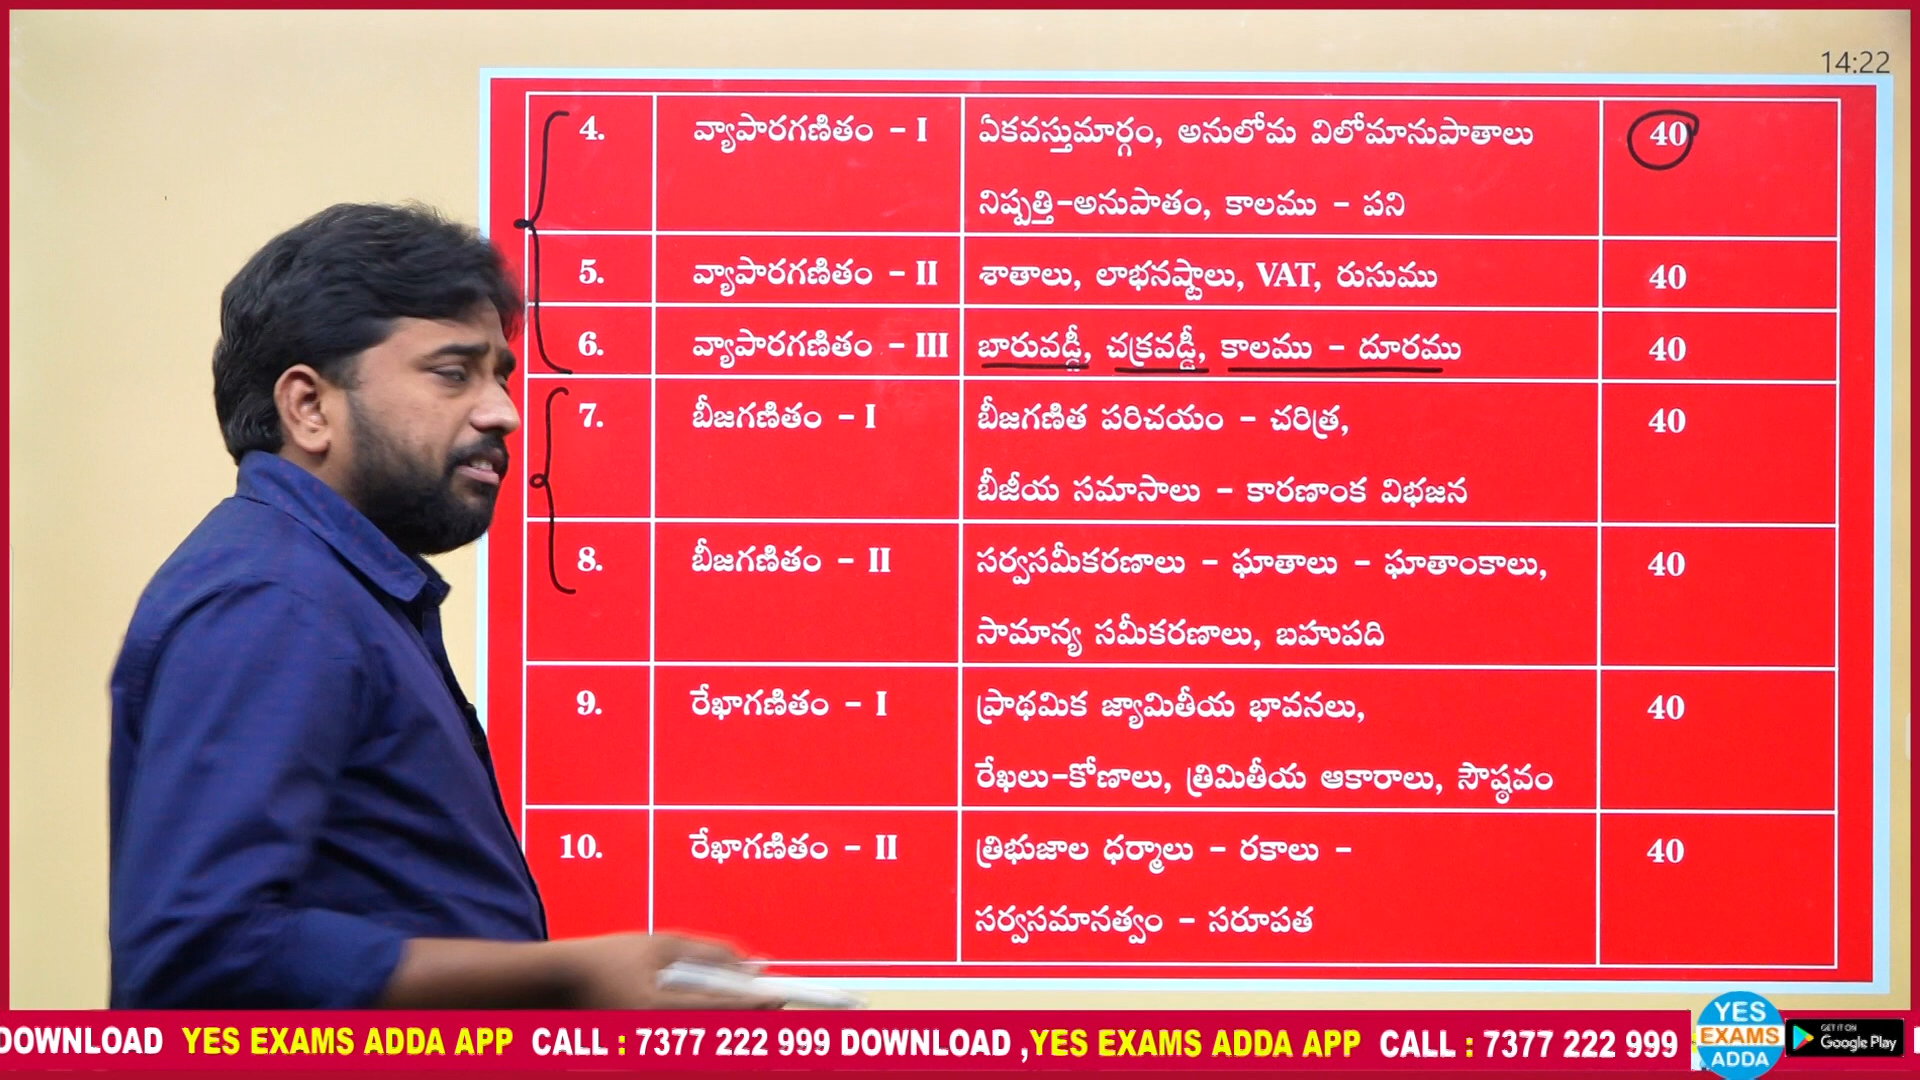 14:22
4. వ్యాపారగణితం - I ఏకవస్తుమార్గం, అనులోమ విలోమానుపాతాలు 40
నిష్పత్తి-అనుపాతం, కాలము - పని
5. వ్యాపారగణితం - II శాతాలు, లాభనష్టాలు, VAT, రుసుము 40
6. వ్యాపారగణితం - III బారువడ్డీ, చక్రవడ్డీ, కాలము - దూరము 40
7. బీజగణితం - I బీజగణిత పరిచయం - చరిత్ర, 40
బీజీయ సమాసాలు - కారణాంక విభజన
8. బీజగణితం - II సర్వసమీకరణాలు - ఘాతాలు - ఘాతాంకాలు, 40
సామాన్య సమీకరణాలు, బహుపది
9. రేఖాగణితం - I ప్రాథమిక జ్యామితీయ భావనలు, 40
రేఖలు-కోణాలు, త్రిమితీయ ఆకారాలు, సౌష్ఠవం
10. రేఖాగణితం - II త్రిభుజాల ధర్మాలు - రకాలు - 40
సర్వసమానత్వం - సరూపత
DOWNLOAD YES EXAMS ADDA APP CALL : 7377 222 999 DOWNLOAD ,YES EXAMS ADDA APP CALL : 7377 222 999
YES
EXAMS
ADDA
GET IT ON
Google Play